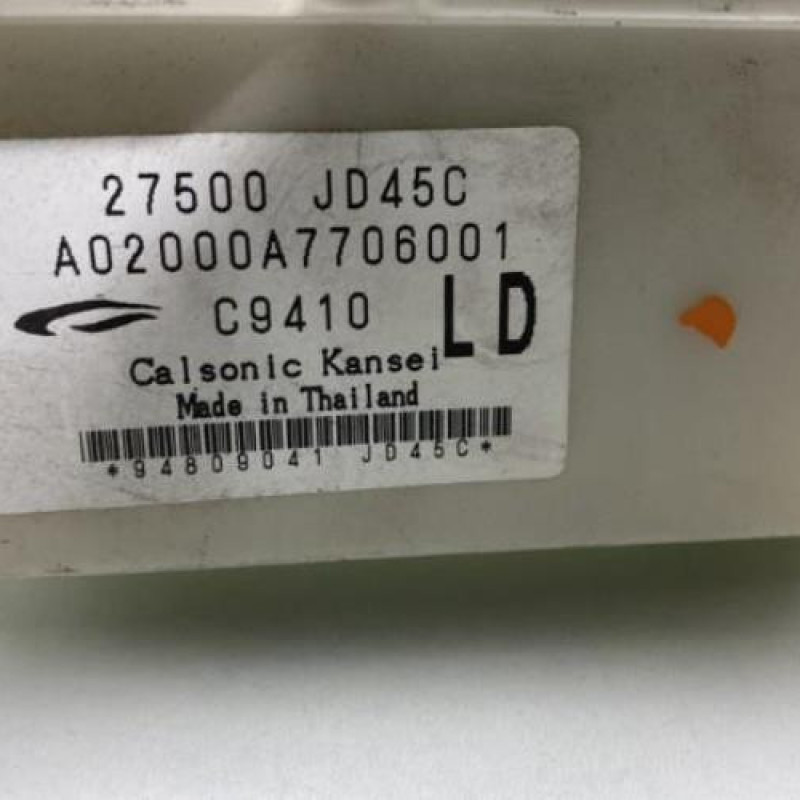 27500 JD45C
A02000A7706001
C9410 LD
Calsonic Kansei
Made in Thailand
*94809041 JD45C*